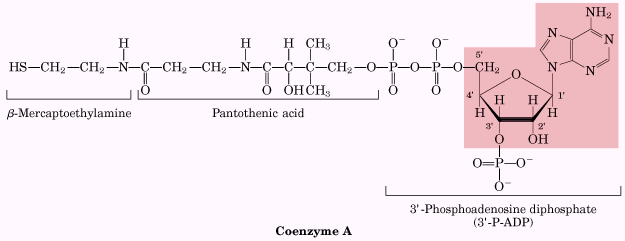 NH₂
H H H CH₃ O⁻ O⁻ 5′ N N
HS—CH₂—CH₂—N—C—CH₂—CH₂—N—C—C—C—CH₂—O—P—O—P—O—CH₂ O N N
O O OH CH₃ O O 4′ H H 1′
H 3′ 2′ H
O OH
O=P—O⁻
O⁻
β-Mercaptoethylamine Pantothenic acid
3′-Phosphoadenosine diphosphate
(3′-P-ADP)
Coenzyme A